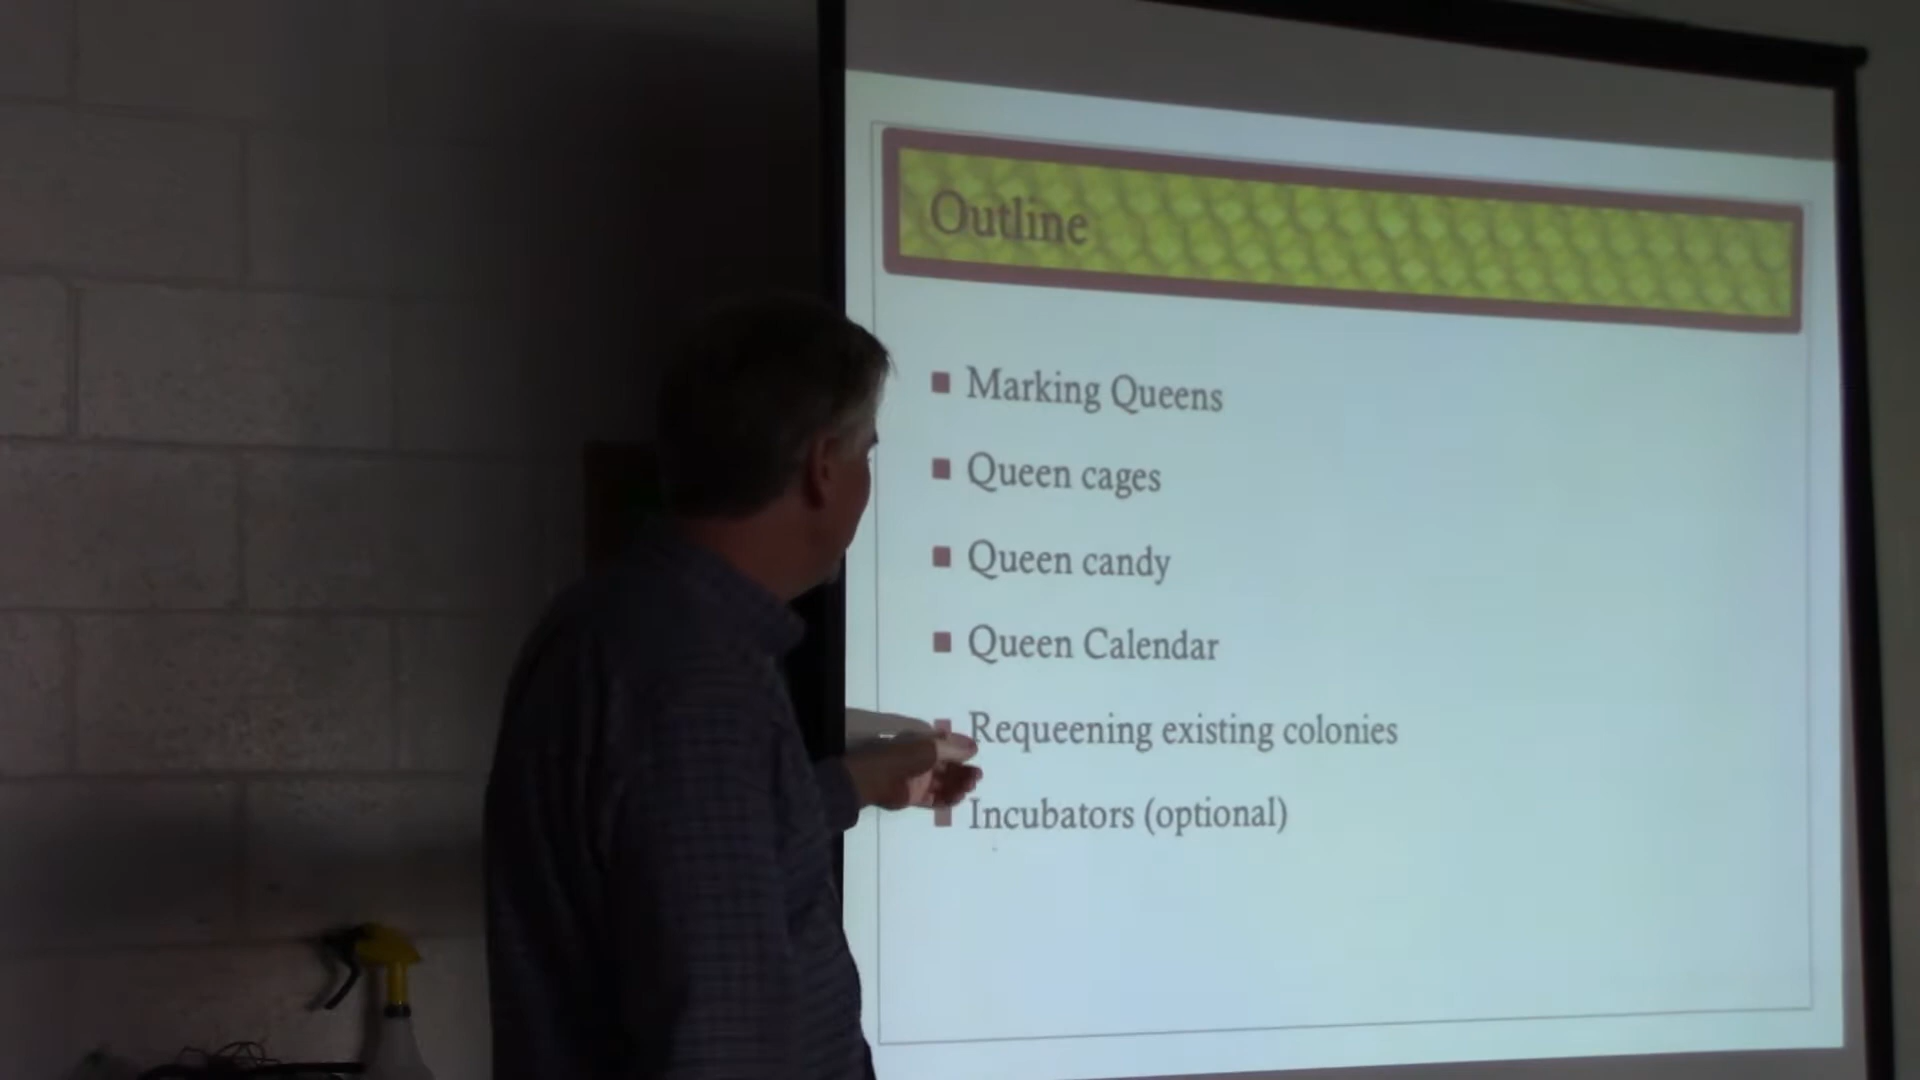 Outline
Marking Queens
Queen cages
Queen candy
Queen Calendar
Requeening existing colonies
Incubators (optional)